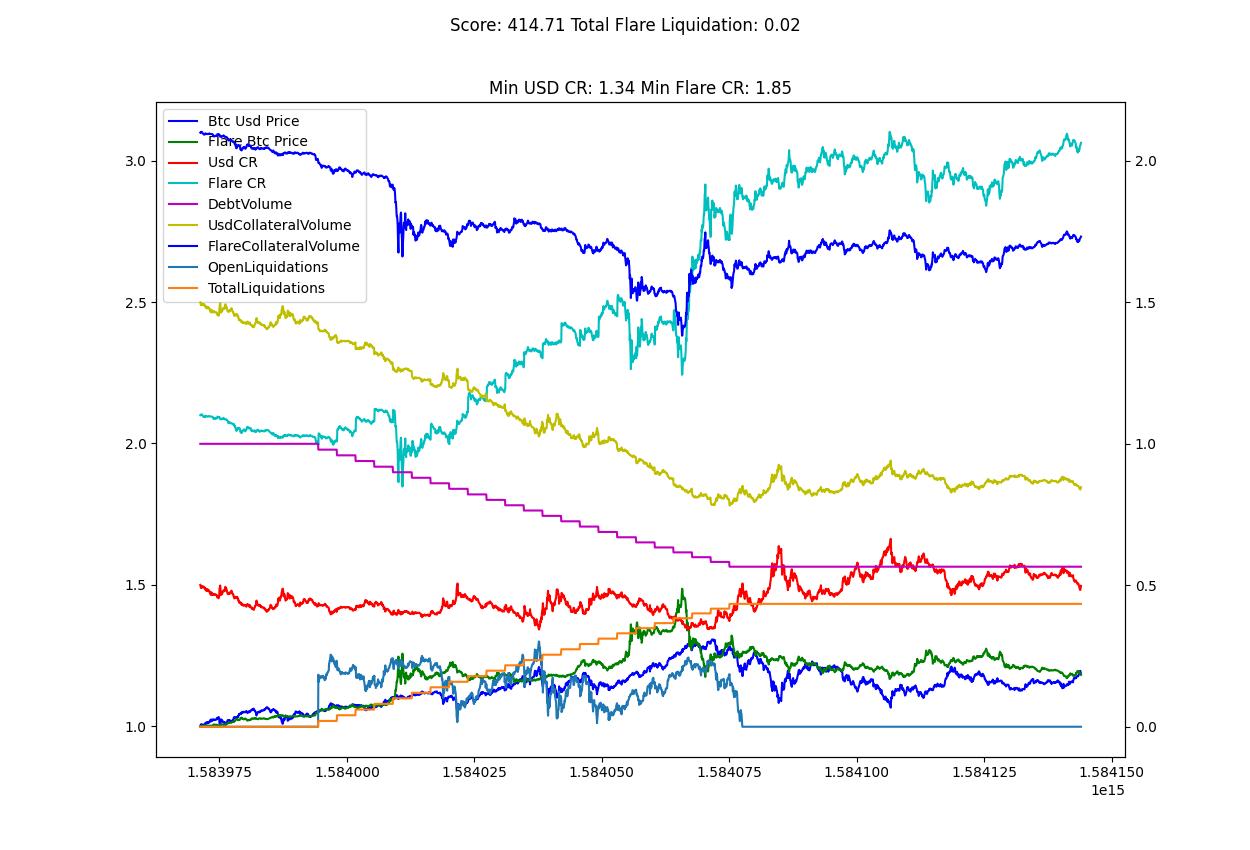 Score: 414.71 Total Flare Liquidation: 0.02
Min USD CR: 1.34 Min Flare CR: 1.85
Btc Usd Price
Flare Btc Price
Usd CR
Flare CR
DebtVolume
UsdCollateralVolume
FlareCollateralVolume
OpenLiquidations
TotalLiquidations
3.0
2.5
2.0
1.5
1.0
2.0
1.5
1.0
0.5
0.0
1.583975 1.584000 1.584025 1.584050 1.584075 1.584100 1.584125 1.584150
1e15